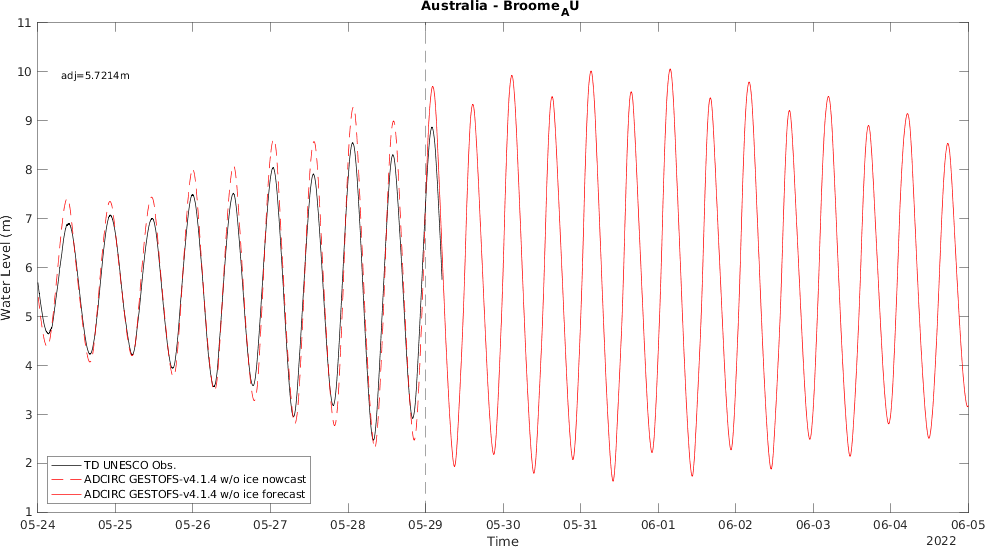 Australia - Broome_AU
11
10
9
8
7
6
5
4
3
2
1
Water Level (m)
adj=5.7214m
TD UNESCO Obs.
ADCIRC GESTOFS-v4.1.4 w/o ice nowcast
ADCIRC GESTOFS-v4.1.4 w/o ice forecast
05-24 05-25 05-26 05-27 05-28 05-29 05-30 05-31 06-01 06-02 06-03 06-04 06-05
Time
2022